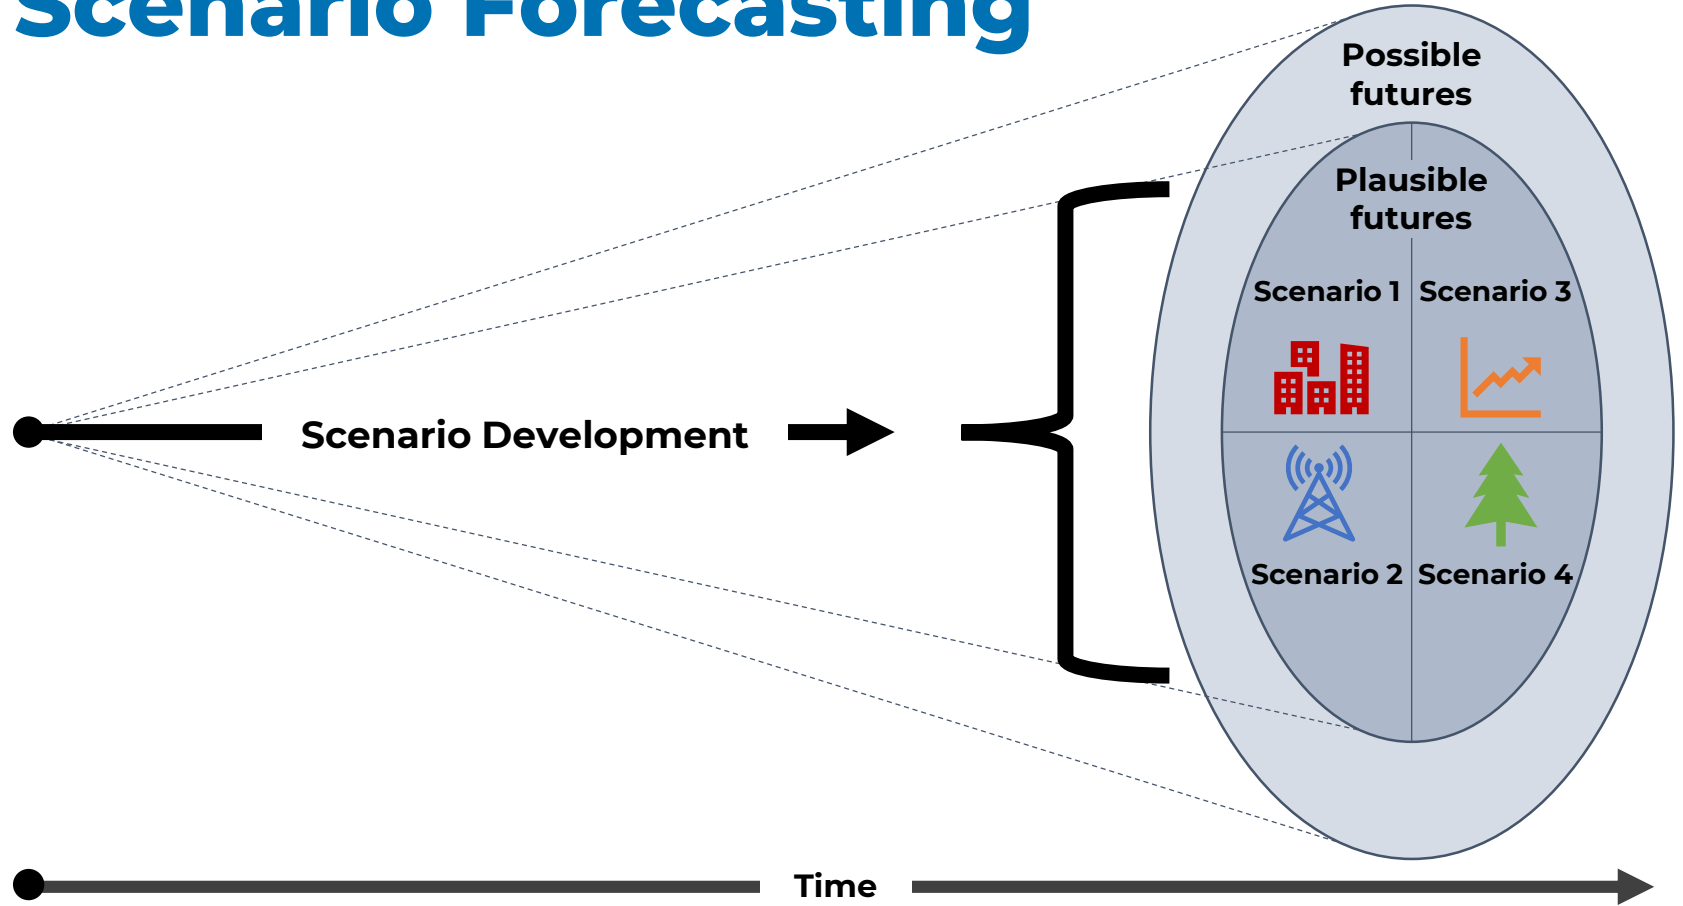 Scenario Forecasting
Possible
futures
Plausible
futures
Scenario 1
Scenario 3
Scenario Development
Scenario 2
Scenario 4
Time